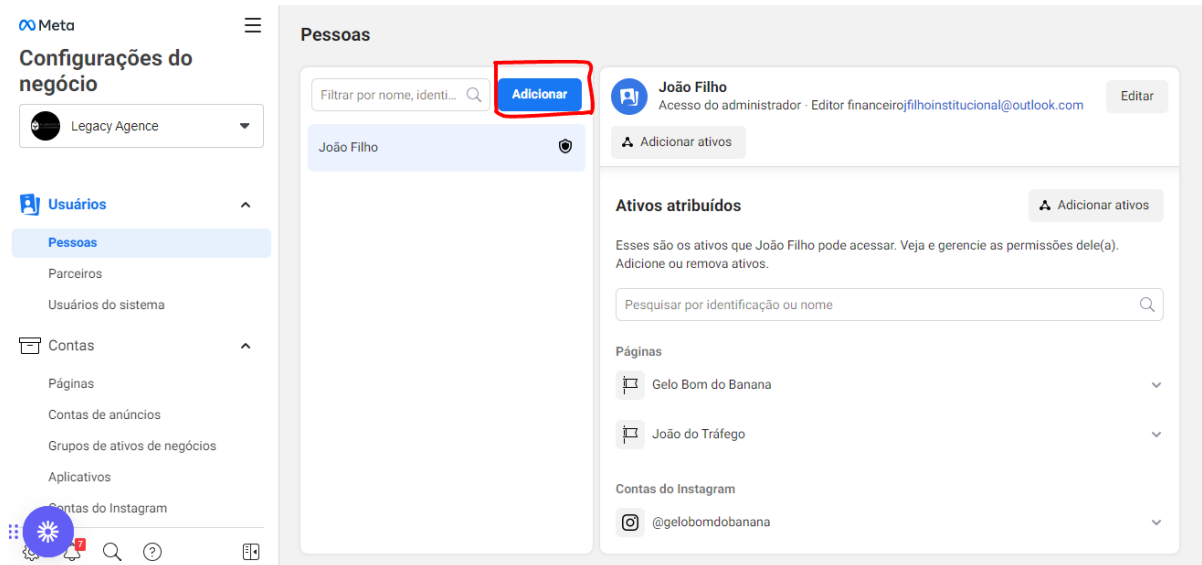 Meta
Configurações do
negócio
Legacy Agence
Usuários
Pessoas
Parceiros
Usuários do sistema
Contas
Páginas
Contas de anúncios
Grupos de ativos de negócios
Aplicativos
Contas do Instagram
7
Pessoas
Filtrar por nome, identi...
Adicionar
João Filho
João Filho
Acesso do administrador · Editor financeirojfilhoinstitucional@outlook.com
Editar
Adicionar ativos
Ativos atribuídos
Adicionar ativos
Esses são os ativos que João Filho pode acessar. Veja e gerencie as permissões dele(a).
Adicione ou remova ativos.
Pesquisar por identificação ou nome
Páginas
Gelo Bom do Banana
João do Tráfego
Contas do Instagram
@gelobomdobanana